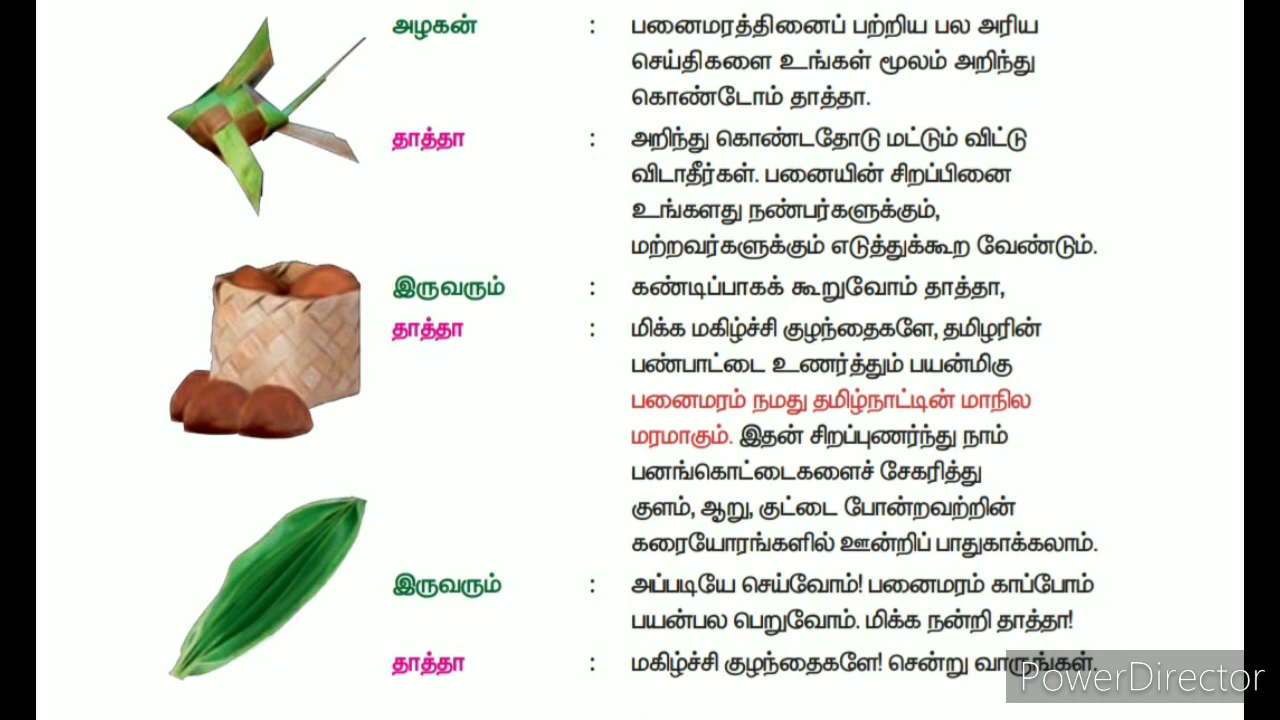 அழகன் : பனைமரத்தினைப் பற்றிய பல அரிய
செய்திகளை உங்கள் மூலம் அறிந்து
கொண்டோம் தாத்தா.
தாத்தா : அறிந்து கொண்டதோடு மட்டும் விட்டு
விடாதீர்கள். பனையின் சிறப்பினை
உங்களது நண்பர்களுக்கும்,
மற்றவர்களுக்கும் எடுத்துக்கூற வேண்டும்.
இருவரும் : கண்டிப்பாகக் கூறுவோம் தாத்தா,
தாத்தா : மிக்க மகிழ்ச்சி குழந்தைகளே, தமிழரின்
பண்பாட்டை உணர்த்தும் பயன்மிகு
பனைமரம் நமது தமிழ்நாட்டின் மாநில
மரமாகும். இதன் சிறப்புணர்ந்து நாம்
பனங்கொட்டைகளைச் சேகரித்து
குளம், ஆறு, குட்டை போன்றவற்றின்
கரையோரங்களில் ஊன்றிப் பாதுகாக்கலாம்.
இருவரும் : அப்படியே செய்வோம்! பனைமரம் காப்போம்
பயன்பல பெறுவோம். மிக்க நன்றி தாத்தா!
தாத்தா : மகிழ்ச்சி குழந்தைகளே! சென்று வாருங்கள்.
PowerDirector